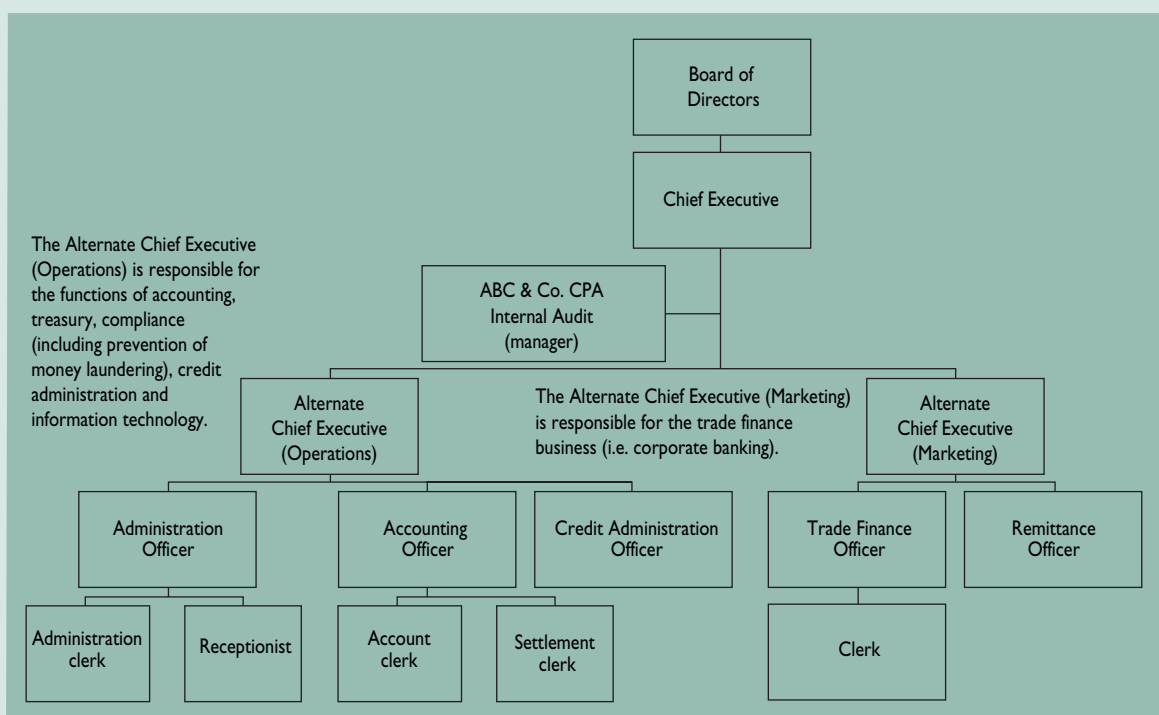 Board of
Directors
Chief Executive
The Alternate Chief Executive
(Operations) is responsible for
the functions of accounting,
treasury, compliance
(including prevention of
money laundering), credit
administration and
information technology.
ABC & Co. CPA
Internal Audit
(manager)
Alternate
Chief Executive
(Operations)
The Alternate Chief Executive (Marketing)
is responsible for the trade finance
business (i.e. corporate banking).
Alternate
Chief Executive
(Marketing)
Administration
Officer
Accounting
Officer
Credit Administration
Officer
Trade Finance
Officer
Remittance
Officer
Administration
clerk
Receptionist
Account
clerk
Settlement
clerk
Clerk